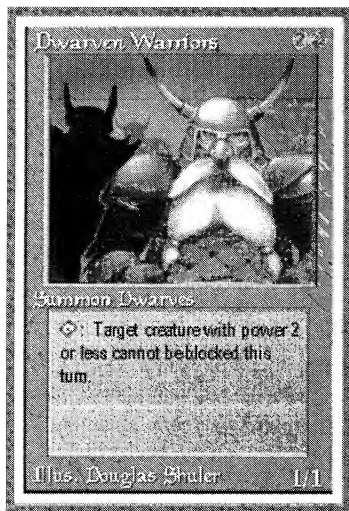 Dwarven Warriors 2
Summon Dwarves
: Target creature with power 2
or less cannot be blocked this
turn.
Illus. Douglas Shuler 1/1